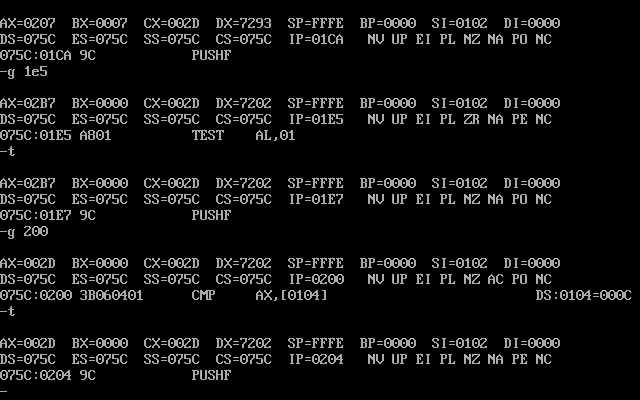 AX=0207  BX=0007  CX=002D  DX=7293  SP=FFFE  BP=0000  SI=0102  DI=0000
DS=075C  ES=075C  SS=075C  CS=075C  IP=01CA   NV UP EI PL NZ NA PO NC
075C:01CA 9C            PUSHF
-g 1e5
AX=02B7  BX=0000  CX=002D  DX=7202  SP=FFFE  BP=0000  SI=0102  DI=0000
DS=075C  ES=075C  SS=075C  CS=075C  IP=01E5   NV UP EI PL ZR NA PE NC
075C:01E5 A801          TEST    AL,01
-t
AX=02B7  BX=0000  CX=002D  DX=7202  SP=FFFE  BP=0000  SI=0102  DI=0000
DS=075C  ES=075C  SS=075C  CS=075C  IP=01E7   NV UP EI PL NZ NA PO NC
075C:01E7 9C            PUSHF
-g 200
AX=002D  BX=0000  CX=002D  DX=7202  SP=FFFE  BP=0000  SI=0102  DI=0000
DS=075C  ES=075C  SS=075C  CS=075C  IP=0200   NV UP EI PL NZ AC PO NC
075C:0200 3B060401      CMP     AX,[0104]                          DS:0104=000C
-t
AX=002D  BX=0000  CX=002D  DX=7202  SP=FFFE  BP=0000  SI=0102  DI=0000
DS=075C  ES=075C  SS=075C  CS=075C  IP=0204   NV UP EI PL NZ NA PE NC
075C:0204 9C            PUSHF
-